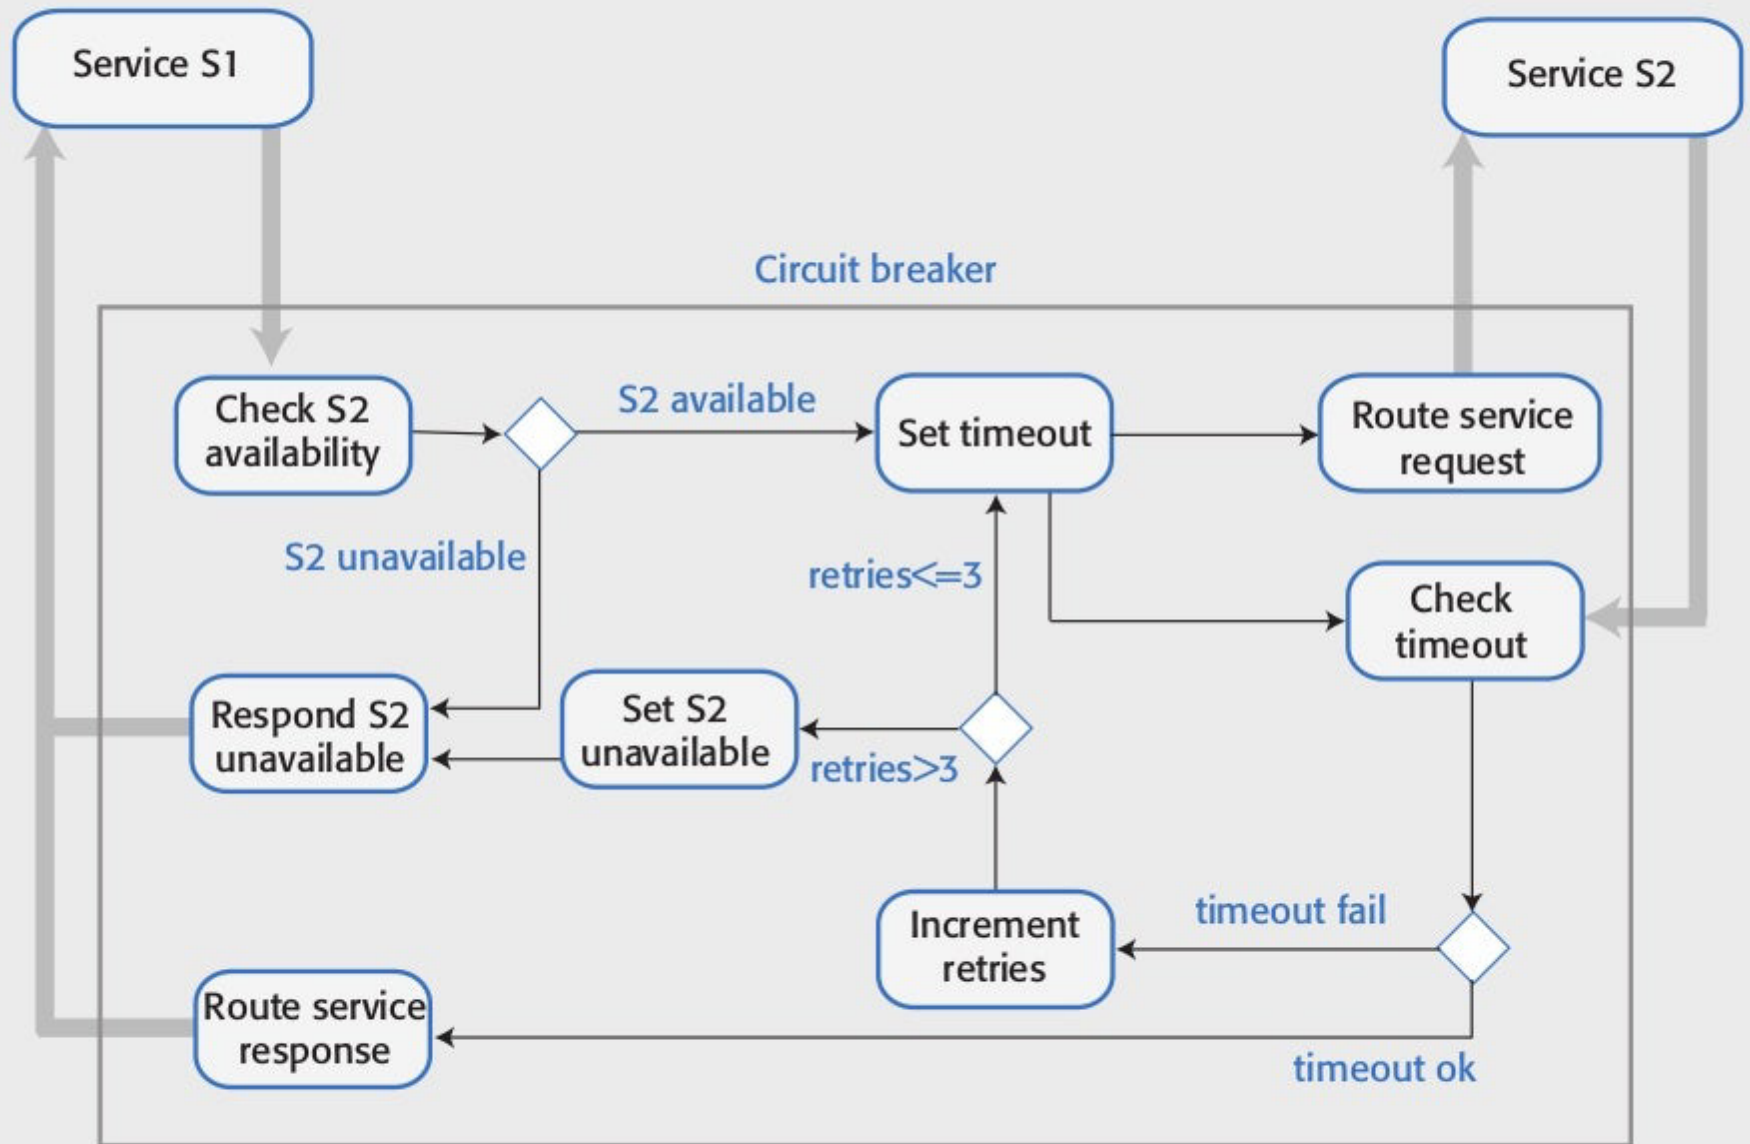 Service S1
Service S2
Circuit breaker
Check S2
availability
S2 available
Set timeout
Route service
request
S2 unavailable
retries<=3
Check
timeout
Respond S2
unavailable
Set S2
unavailable
retries>3
Increment
retries
timeout fail
Route service
response
timeout ok